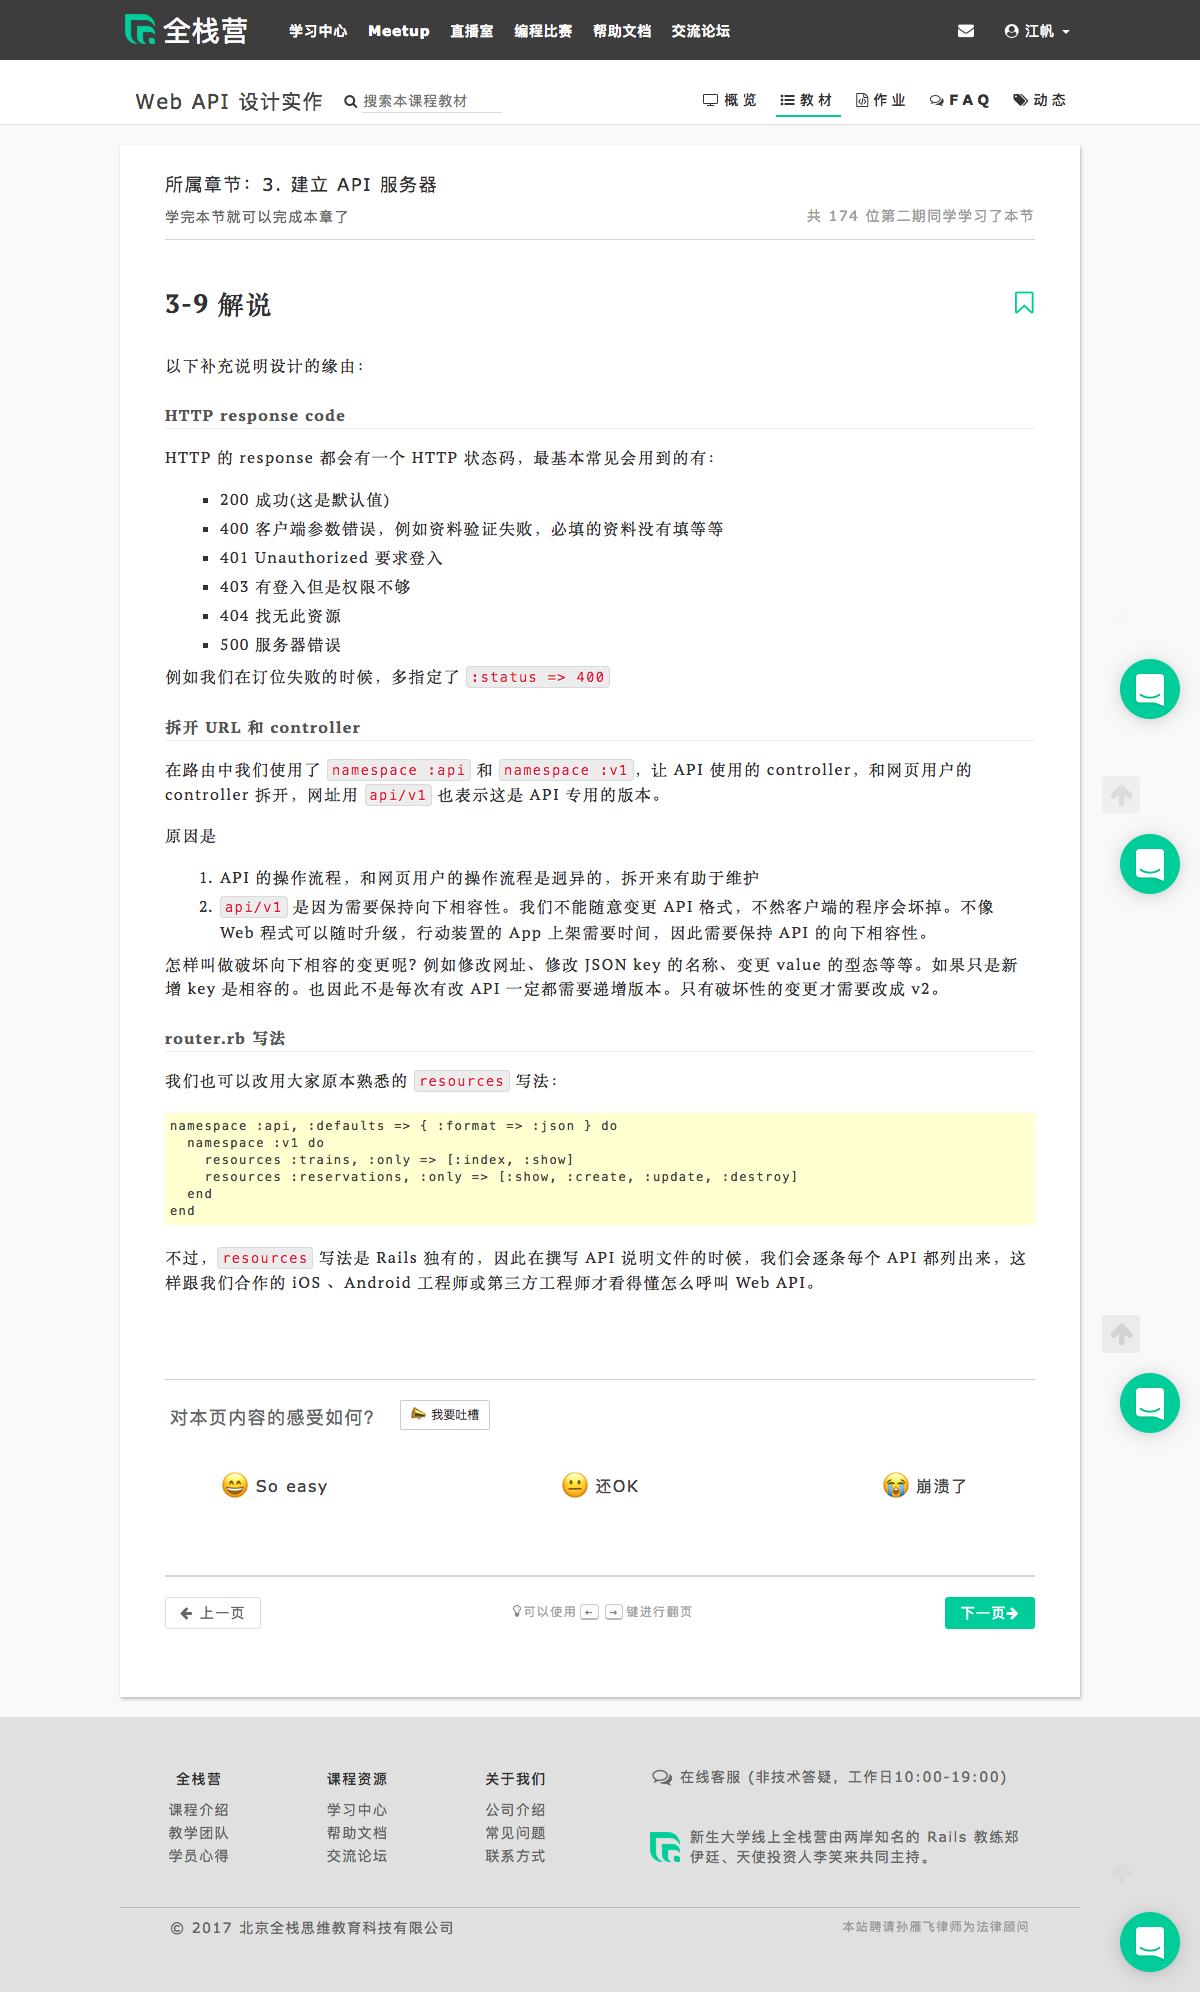 全栈营 学习中心 Meetup 直播室 编程比赛 帮助文档 交流论坛 江帆
Web API 设计实作 搜索本课程教材 概览 教材 作业 FAQ 动态
所属章节：3. 建立 API 服务器
学完本节就可以完成本章了 共 174 位第二期同学学习了本节
3-9 解说
以下补充说明设计的缘由：
HTTP response code
HTTP 的 response 都会有一个 HTTP 状态码，最基本常见会用到的有：
▪ 200 成功(这是默认值)
▪ 400 客户端参数错误，例如资料验证失败，必填的资料没有填等等
▪ 401 Unauthorized 要求登入
▪ 403 有登入但是权限不够
▪ 404 找无此资源
▪ 500 服务器错误
例如我们在订位失败的时候，多指定了 :status => 400
拆开 URL 和 controller
在路由中我们使用了 namespace :api 和 namespace :v1，让 API 使用的 controller，和网页用户的
controller 拆开，网址用 api/v1 也表示这是 API 专用的版本。
原因是
1. API 的操作流程，和网页用户的操作流程是迥异的，拆开来有助于维护
2. api/v1 是因为需要保持向下相容性。我们不能随意变更 API 格式，不然客户端的程序会坏掉。不像
Web 程式可以随时升级，行动装置的 App 上架需要时间，因此需要保持 API 的向下相容性。
怎样叫做破坏向下相容的变更呢？例如修改网址、修改 JSON key 的名称、变更 value 的型态等等。如果只是新
增 key 是相容的。也因此不是每次有改 API 一定都需要递增版本。只有破坏性的变更才需要改成 v2。
router.rb 写法
我们也可以改用大家原本熟悉的 resources 写法：
namespace :api, :defaults => { :format => :json } do
  namespace :v1 do
    resources :trains, :only => [:index, :show]
    resources :reservations, :only => [:show, :create, :update, :destroy]
  end
end
不过，resources 写法是 Rails 独有的，因此在撰写 API 说明文件的时候，我们会逐条每个 API 都列出来，这
样跟我们合作的 iOS 、Android 工程师或第三方工程师才看得懂怎么呼叫 Web API。
对本页内容的感受如何? 我要吐槽
So easy 还OK 崩溃了
上一页 可以使用 ← → 键进行翻页 下一页
全栈营 课程资源 关于我们 在线客服 (非技术答疑，工作日10:00-19:00)
课程介绍 学习中心 公司介绍
教学团队 帮助文档 常见问题 新生大学线上全栈营由两岸知名的 Rails 教练郑
学员心得 交流论坛 联系方式 伊廷、天使投资人李笑来共同主持。
© 2017 北京全栈思维教育科技有限公司 本站聘请孙雁飞律师为法律顾问